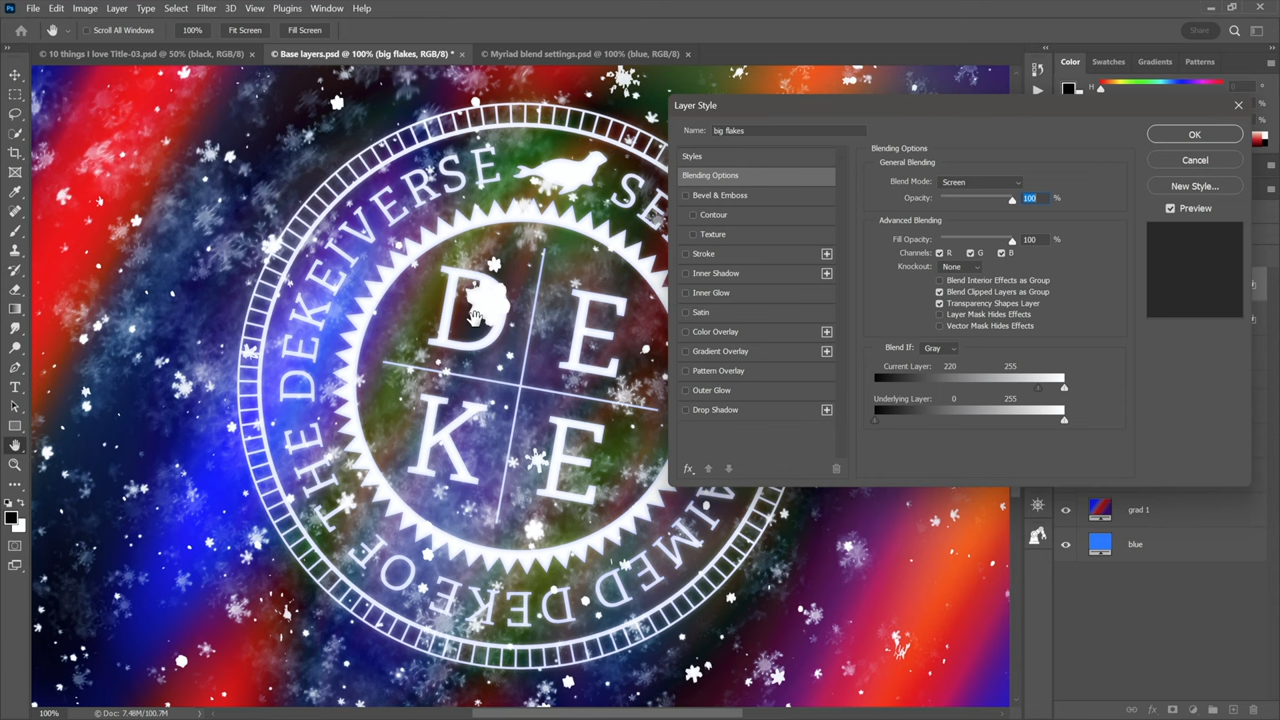 Ps File Edit Image Layer Type Select Filter 3D View Plugins Window Help
Scroll All Windows 100% Fit Screen Fill Screen Share
© 10 things I love Title-03.psd @ 50% (black, RGB/8) × © Base layers.psd @ 100% (big flakes, RGB/8) * × © Myriad blend settings.psd @ 100% (blue, RGB/8) ×
Color Swatches Gradients Patterns
H 0 °
%
%
Layer Style
Name: big flakes
Styles
Blending Options
Bevel & Emboss
Contour
Texture
Stroke
Inner Shadow
Inner Glow
Satin
Color Overlay
Gradient Overlay
Pattern Overlay
Outer Glow
Drop Shadow
fx
Blending Options
General Blending
Blend Mode: Screen
Opacity: 100 %
Advanced Blending
Fill Opacity: 100 %
Channels: R G B
Knockout: None
Blend Interior Effects as Group
Blend Clipped Layers as Group
Transparency Shapes Layer
Layer Mask Hides Effects
Vector Mask Hides Effects
Blend If: Gray
Current Layer: 220 255
Underlying Layer: 0 255
OK
Cancel
New Style...
Preview
THE DEKEIVERSE SE
AIMED DEKE OF
D E
K E
grad 1
blue
100% © Doc: 7.48M/100.7M
fx